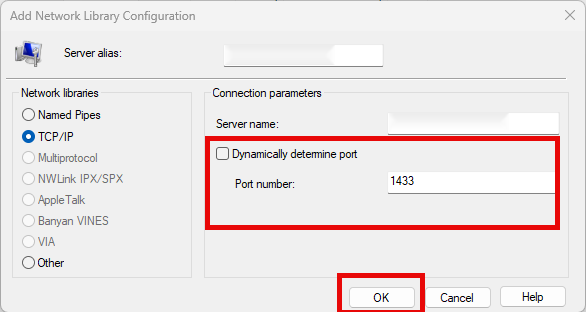 Add Network Library Configuration
Server alias:
Network libraries
Named Pipes
TCP/IP
Multiprotocol
NWLink IPX/SPX
AppleTalk
Banyan VINES
VIA
Other
Connection parameters
Server name:
Dynamically determine port
Port number: 1433
OK Cancel Help